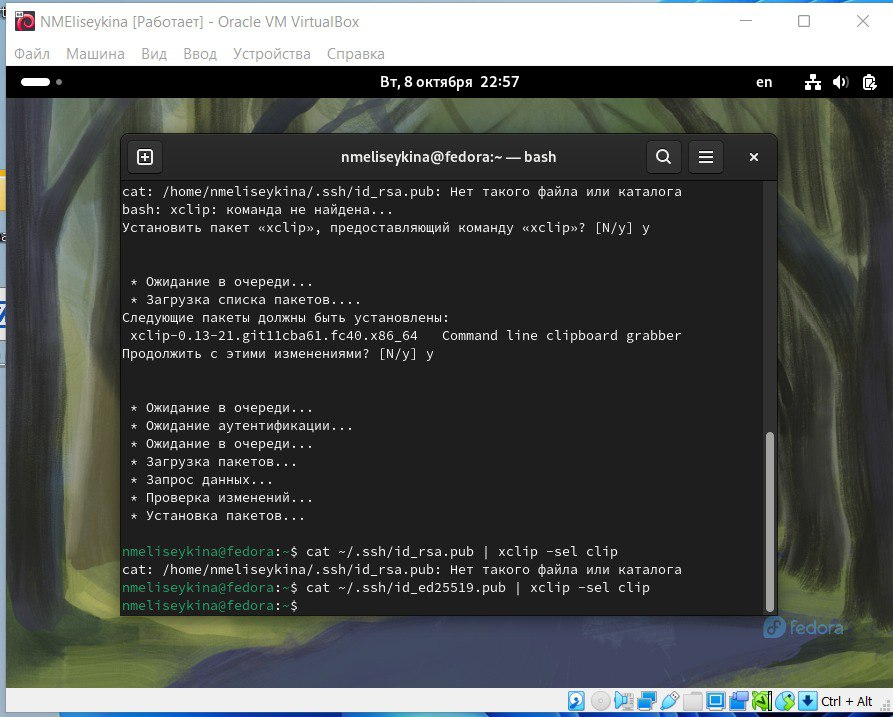 NMEliseykina [Работает] - Oracle VM VirtualBox
Файл Машина Вид Ввод Устройства Справка
Вт, 8 октября 22:57 en
nmeliseykina@fedora:~ — bash
cat: /home/nmeliseykina/.ssh/id_rsa.pub: Нет такого файла или каталога
bash: xclip: команда не найдена...
Установить пакет «xclip», предоставляющий команду «xclip»? [N/y] y
* Ожидание в очереди...
* Загрузка списка пакетов....
Следующие пакеты должны быть установлены:
xclip-0.13-21.git11cba61.fc40.x86_64 Command line clipboard grabber
Продолжить с этими изменениями? [N/y] y
* Ожидание в очереди...
* Ожидание аутентификации...
* Ожидание в очереди...
* Загрузка пакетов...
* Запрос данных...
* Проверка изменений...
* Установка пакетов...
nmeliseykina@fedora:~$ cat ~/.ssh/id_rsa.pub | xclip -sel clip
cat: /home/nmeliseykina/.ssh/id_rsa.pub: Нет такого файла или каталога
nmeliseykina@fedora:~$ cat ~/.ssh/id_ed25519.pub | xclip -sel clip
nmeliseykina@fedora:~$
fedora
Ctrl + Alt